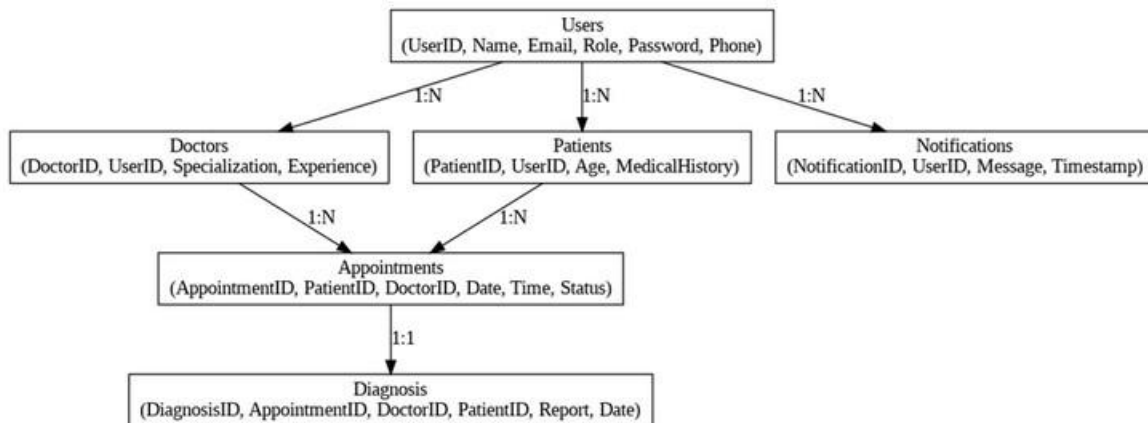 Users
(UserID, Name, Email, Role, Password, Phone)
1:N
1:N
1:N
Doctors
(DoctorID, UserID, Specialization, Experience)
Patients
(PatientID, UserID, Age, MedicalHistory)
Notifications
(NotificationID, UserID, Message, Timestamp)
1:N
1:N
Appointments
(AppointmentID, PatientID, DoctorID, Date, Time, Status)
1:1
Diagnosis
(DiagnosisID, AppointmentID, DoctorID, PatientID, Report, Date)